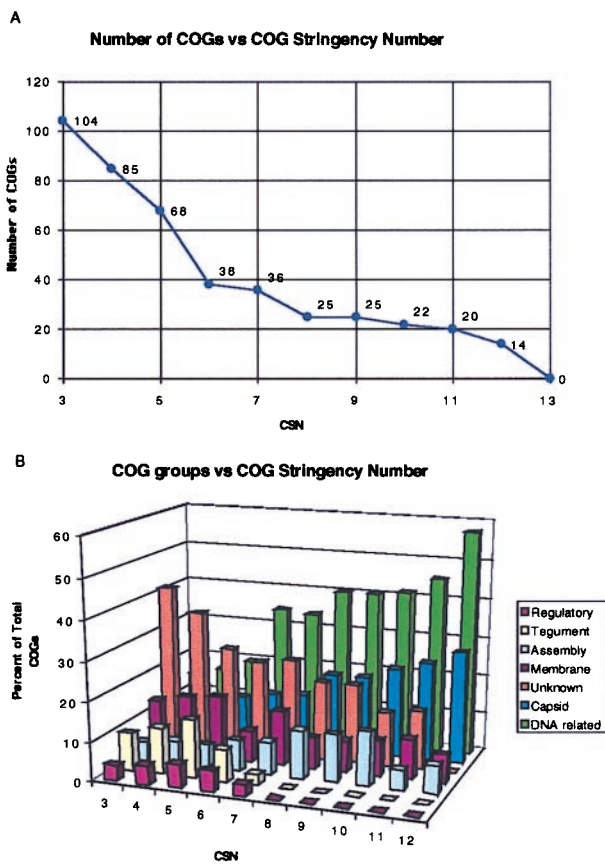 A
Number of COGs vs COG Stringency Number
120
100
80
60
40
20
0
Number of COGs
104
85
68
38
36
25
25
22
20
14
0
3
5
7
9
11
13
CSN
B
COG groups vs COG Stringency Number
60
50
40
30
20
10
0
Percent of Total
COGs
3
4
5
6
7
8
9
10
11
12
CSN
Regulatory
Tegument
Assembly
Membrane
Unknown
Capsid
DNA related